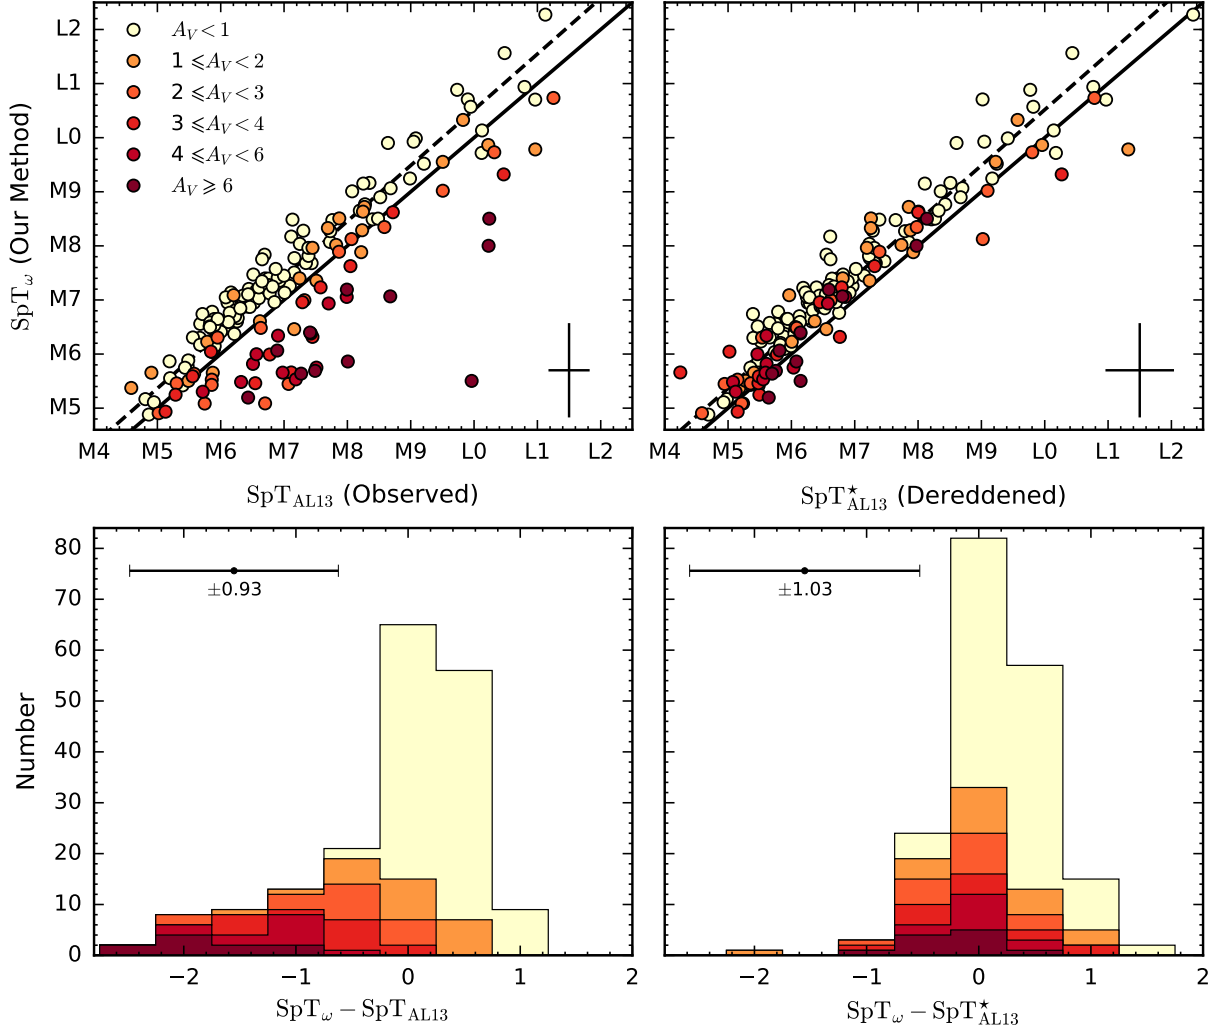 L2
L1
L0
M9
M8
M7
M6
M5
SpT_ω (Our Method)
A_V < 1
1 ⩽ A_V < 2
2 ⩽ A_V < 3
3 ⩽ A_V < 4
4 ⩽ A_V < 6
A_V ⩾ 6
M4 M5 M6 M7 M8 M9 L0 L1 L2
SpT_AL13 (Observed)
M4 M5 M6 M7 M8 M9 L0 L1 L2
SpT*_AL13 (Dereddened)
80
70
60
50
40
30
20
10
0
Number
±0.93
−2 −1 0 1 2
SpT_ω − SpT_AL13
±1.03
−2 −1 0 1 2
SpT_ω − SpT*_AL13